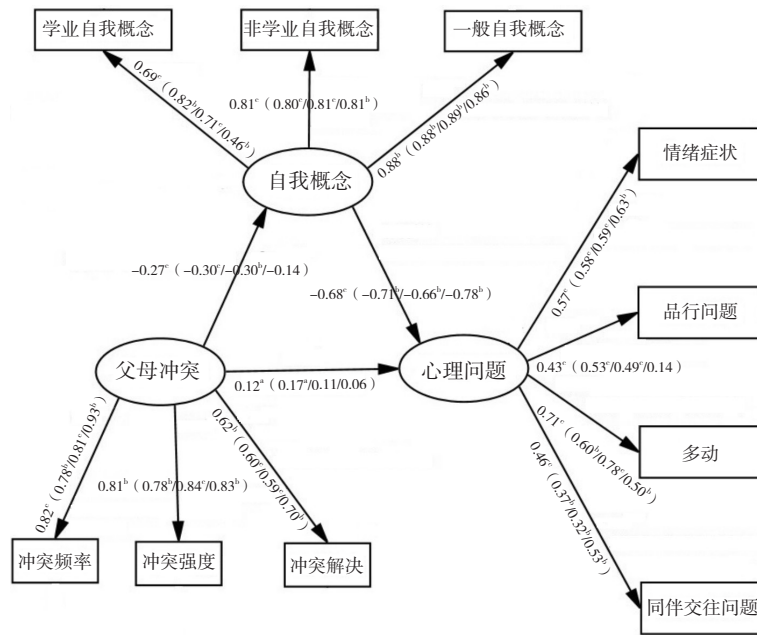 学业自我概念
非学业自我概念
一般自我概念
0.69ᶜ（0.82ᵇ/0.71ᶜ/0.46ᵇ）
0.81ᶜ（0.80ᶜ/0.81ᶜ/0.81ᵇ）
0.88ᵇ（0.88ᵇ/0.89ᵇ/0.86ᵇ）
自我概念
情绪症状
0.57ᶜ（0.58ᶜ/0.59ᶜ/0.63ᵇ）
−0.27ᶜ（−0.30ᶜ/−0.30ᵇ/−0.14）
−0.68ᶜ（−0.71ᵇ/−0.66ᵇ/−0.78ᵇ）
品行问题
父母冲突
心理问题
0.43ᶜ（0.53ᶜ/0.49ᶜ/0.14
0.12ᵃ（0.17ᵃ/0.11/0.06）
0.82ᶜ（0.78ᵇ/0.81ᶜ/0.93ᵇ）
0.81ᵇ（0.78ᵇ/0.84ᶜ/0.83ᵇ）
0.62ᵇ（0.60ᶜ/0.59ᶜ/0.70ᵇ）
0.71ᶜ（0.60ᵇ/0.78ᶜ/0.50ᵇ）
多动
0.46ᶜ（0.37ᵇ/0.32ᵇ/0.53ᵇ）
冲突频率
冲突强度
冲突解决
同伴交往问题